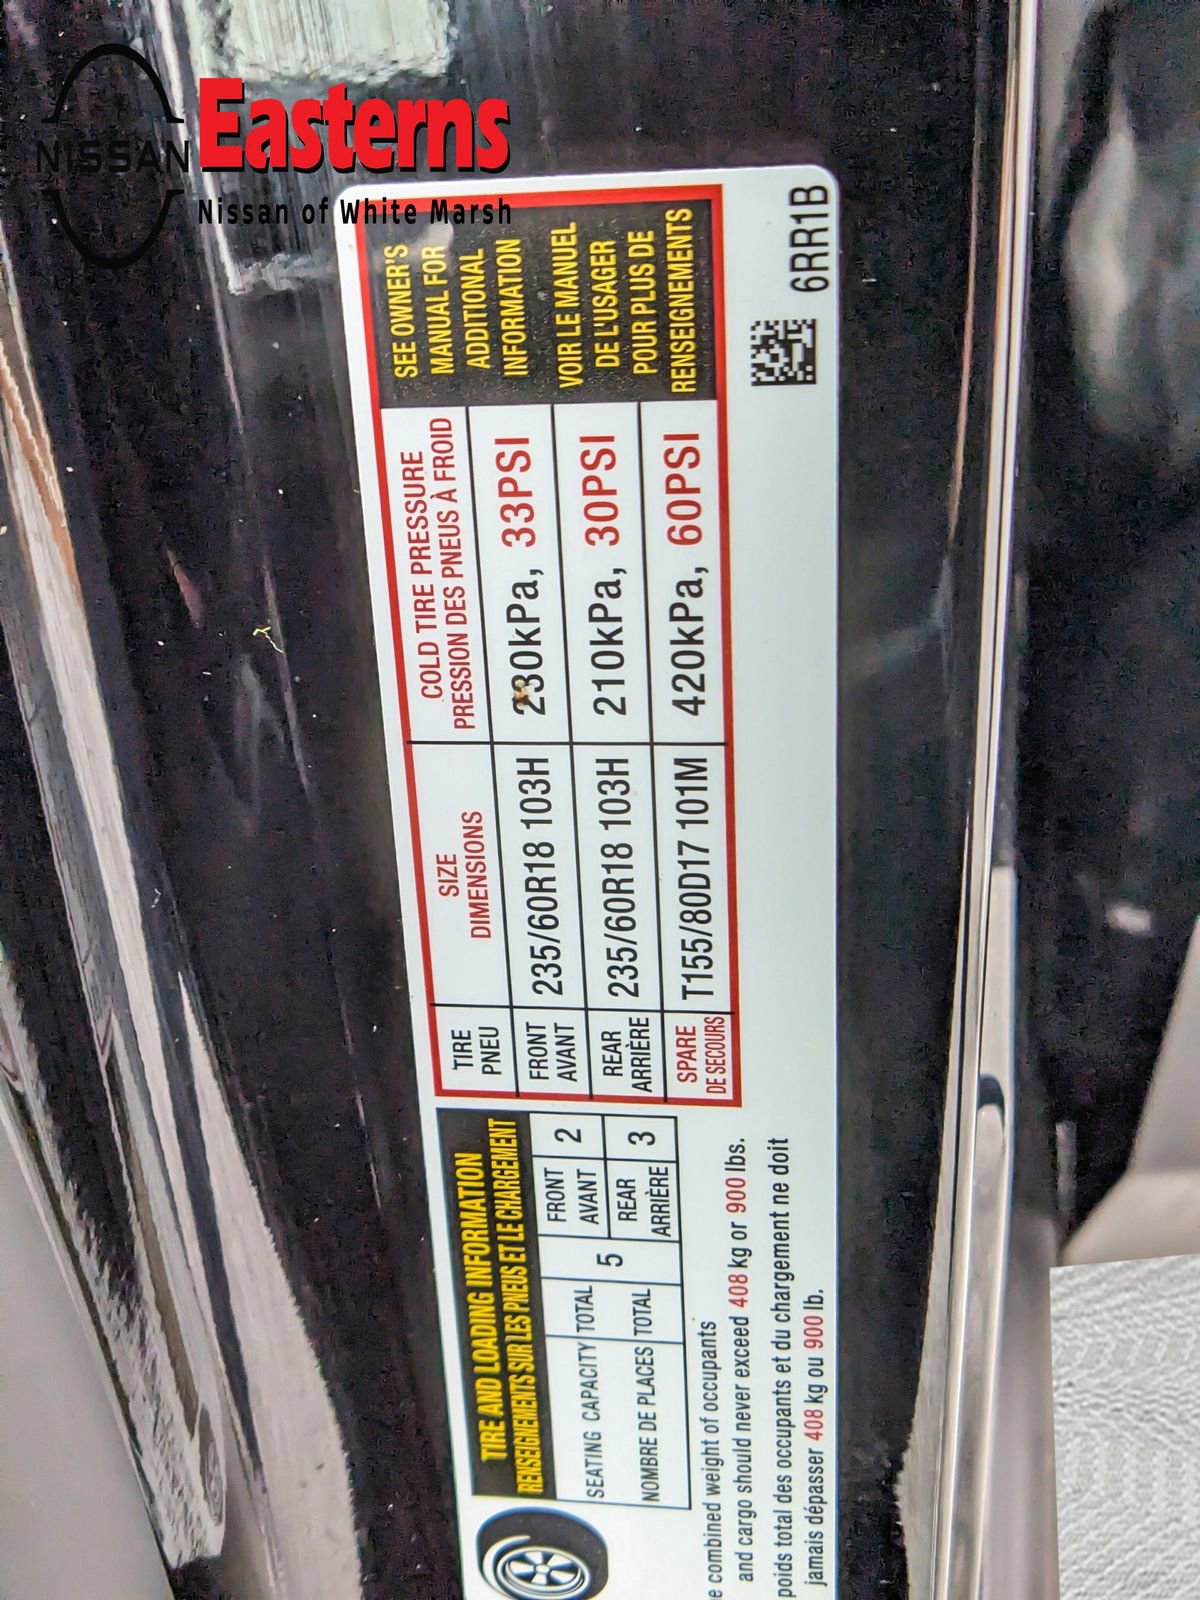 NISSAN
Easterns
Nissan of White Marsh
TIRE AND LOADING INFORMATION
RENSEIGNEMENTS SUR LES PNEUS ET LE CHARGEMENT
SEATING CAPACITY TOTAL 5 FRONT AVANT 2
NOMBRE DE PLACES TOTAL REAR ARRIÈRE 3
combined weight of occupants
and cargo should never exceed 408 kg or 900 lbs.
poids total des occupants et du chargement ne doit
jamais dépasser 408 kg ou 900 lb.
TIRE PNEU SIZE DIMENSIONS COLD TIRE PRESSURE PRESSION DES PNEUS À FROID
FRONT AVANT 235/60R18 103H 230kPa, 33PSI
REAR ARRIÈRE 235/60R18 103H 210kPa, 30PSI
SPARE DE SECOURS T155/80D17 101M 420kPa, 60PSI
SEE OWNER'S
MANUAL FOR
ADDITIONAL
INFORMATION
VOIR LE MANUEL
DE L'USAGER
POUR PLUS DE
RENSEIGNEMENTS
6RR1B